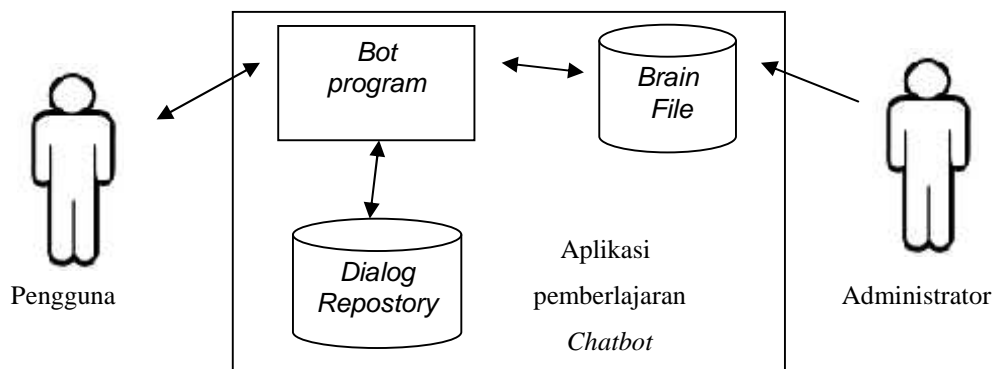 Bot
program
Brain
File
Dialog
Repostory
Aplikasi
pemberlajaran
Chatbot
Pengguna
Administrator